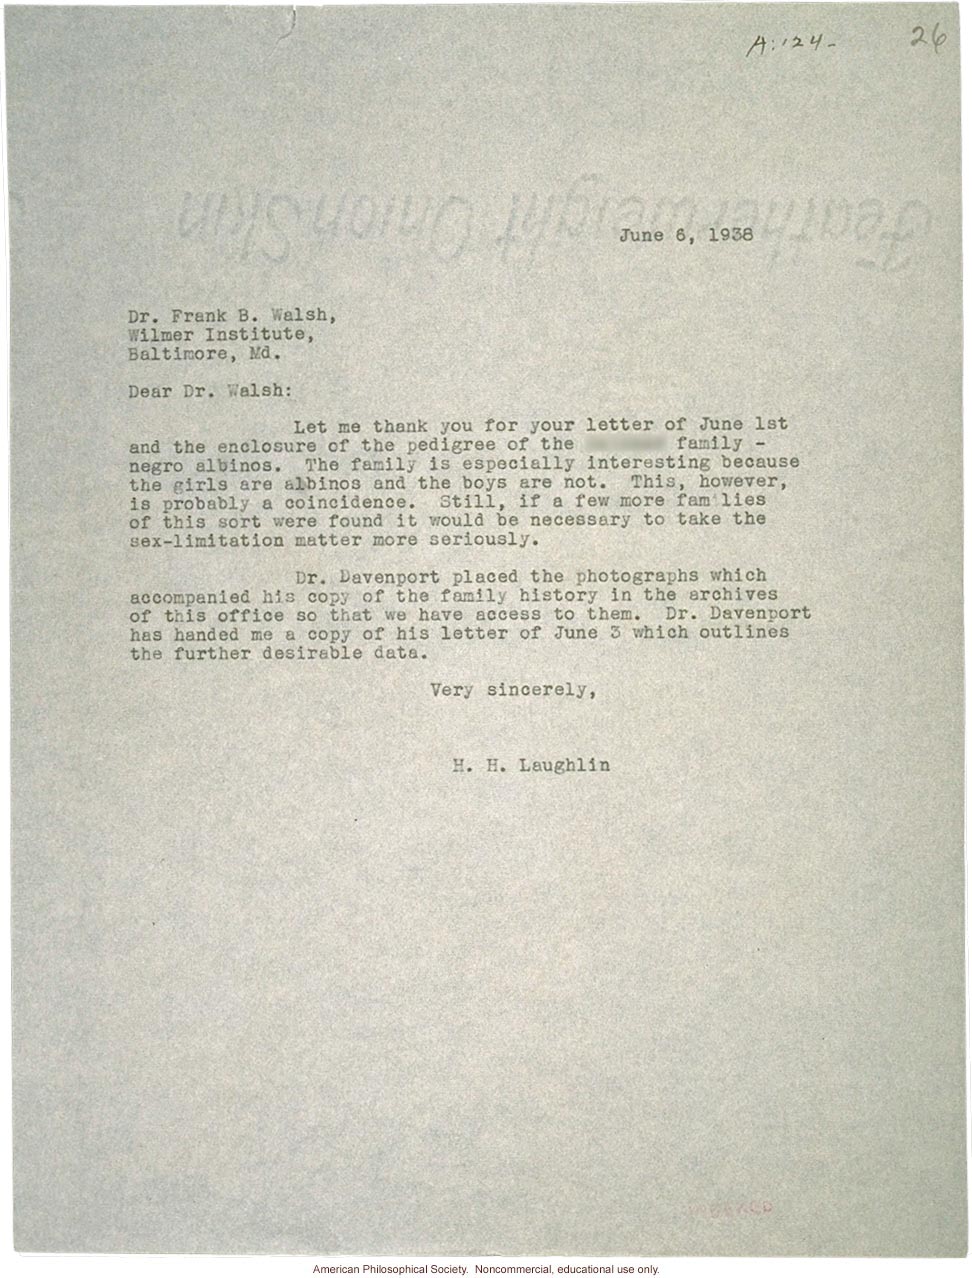 A:124-
26
Featherweight Onion Skin
June 6, 1938
Dr. Frank B. Walsh,
Wilmer Institute,
Baltimore, Md.
Dear Dr. Walsh:
Let me thank you for your letter of June 1st
and the enclosure of the pedigree of the family -
negro albinos. The family is especially interesting because
the girls are albinos and the boys are not. This, however,
is probably a coincidence. Still, if a few more fam lies
of this sort were found it would be necessary to take the
sex-limitation matter more seriously.
Dr. Davenport placed the photographs which
accompanied his copy of the family history in the archives
of this office so that we have access to them. Dr. Davenport
has handed me a copy of his letter of June 3 which outlines
the further desirable data.
Very sincerely,
H. H. Laughlin
American Philosophical Society. Noncommercial, educational use only.